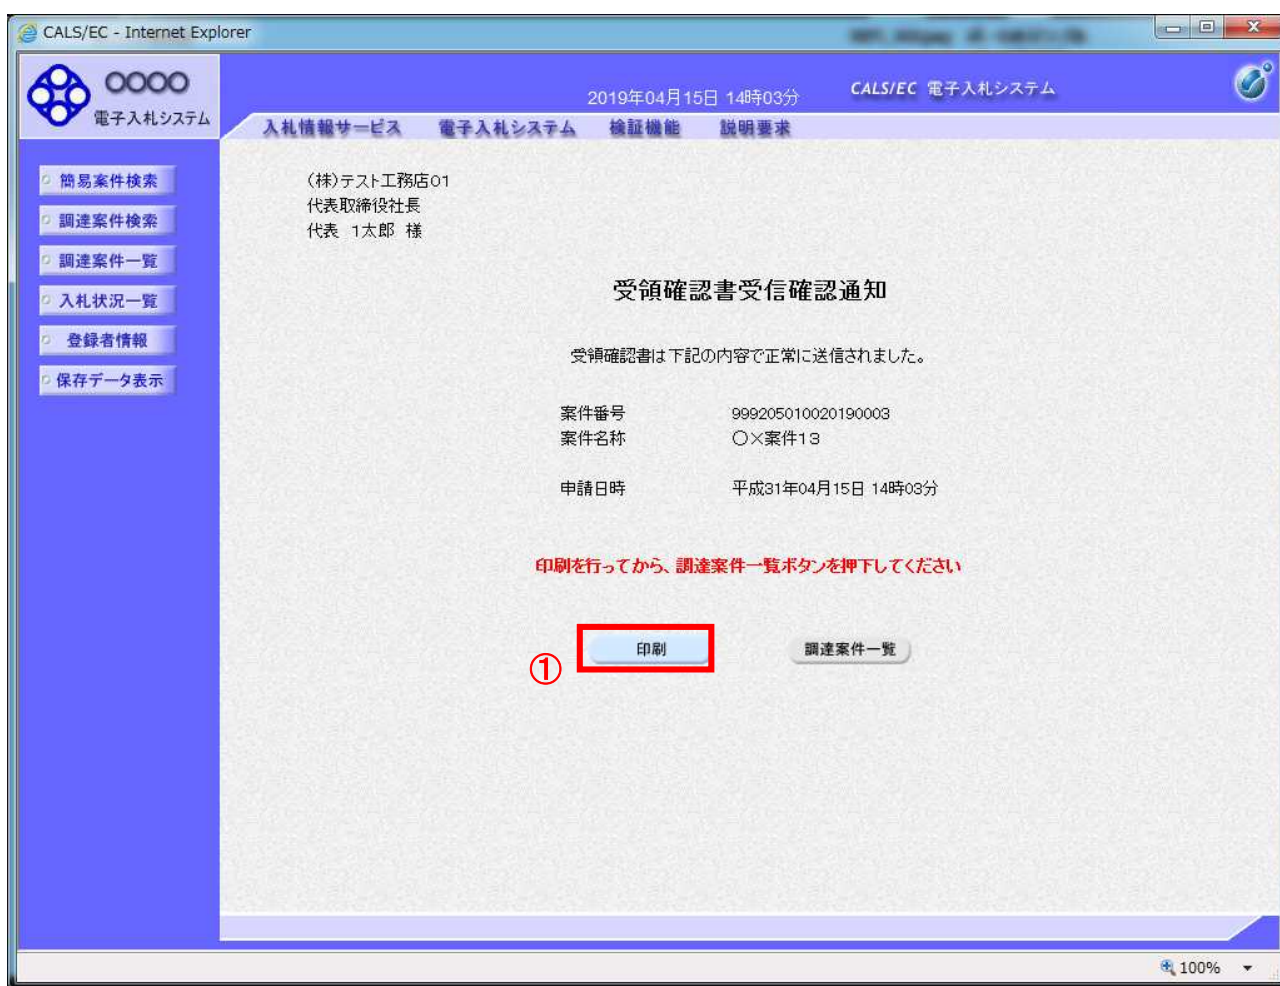 CALS/EC - Internet Explorer
〇〇〇〇
電子入札システム
2019年04月15日 14時03分
CALS/EC 電子入札システム
入札情報サービス 電子入札システム 検証機能 説明要求
簡易案件検索
調達案件検索
調達案件一覧
入札状況一覧
登録者情報
保存データ表示
(株)テスト工務店01
代表取締役社長
代表 1太郎 様
受領確認書受信確認通知
受領確認書は下記の内容で正常に送信されました。
案件番号 999205010020190003
案件名称 〇×案件13
申請日時 平成31年04月15日 14時03分
印刷を行ってから、調達案件一覧ボタンを押下してください
① 印刷 調達案件一覧
100%